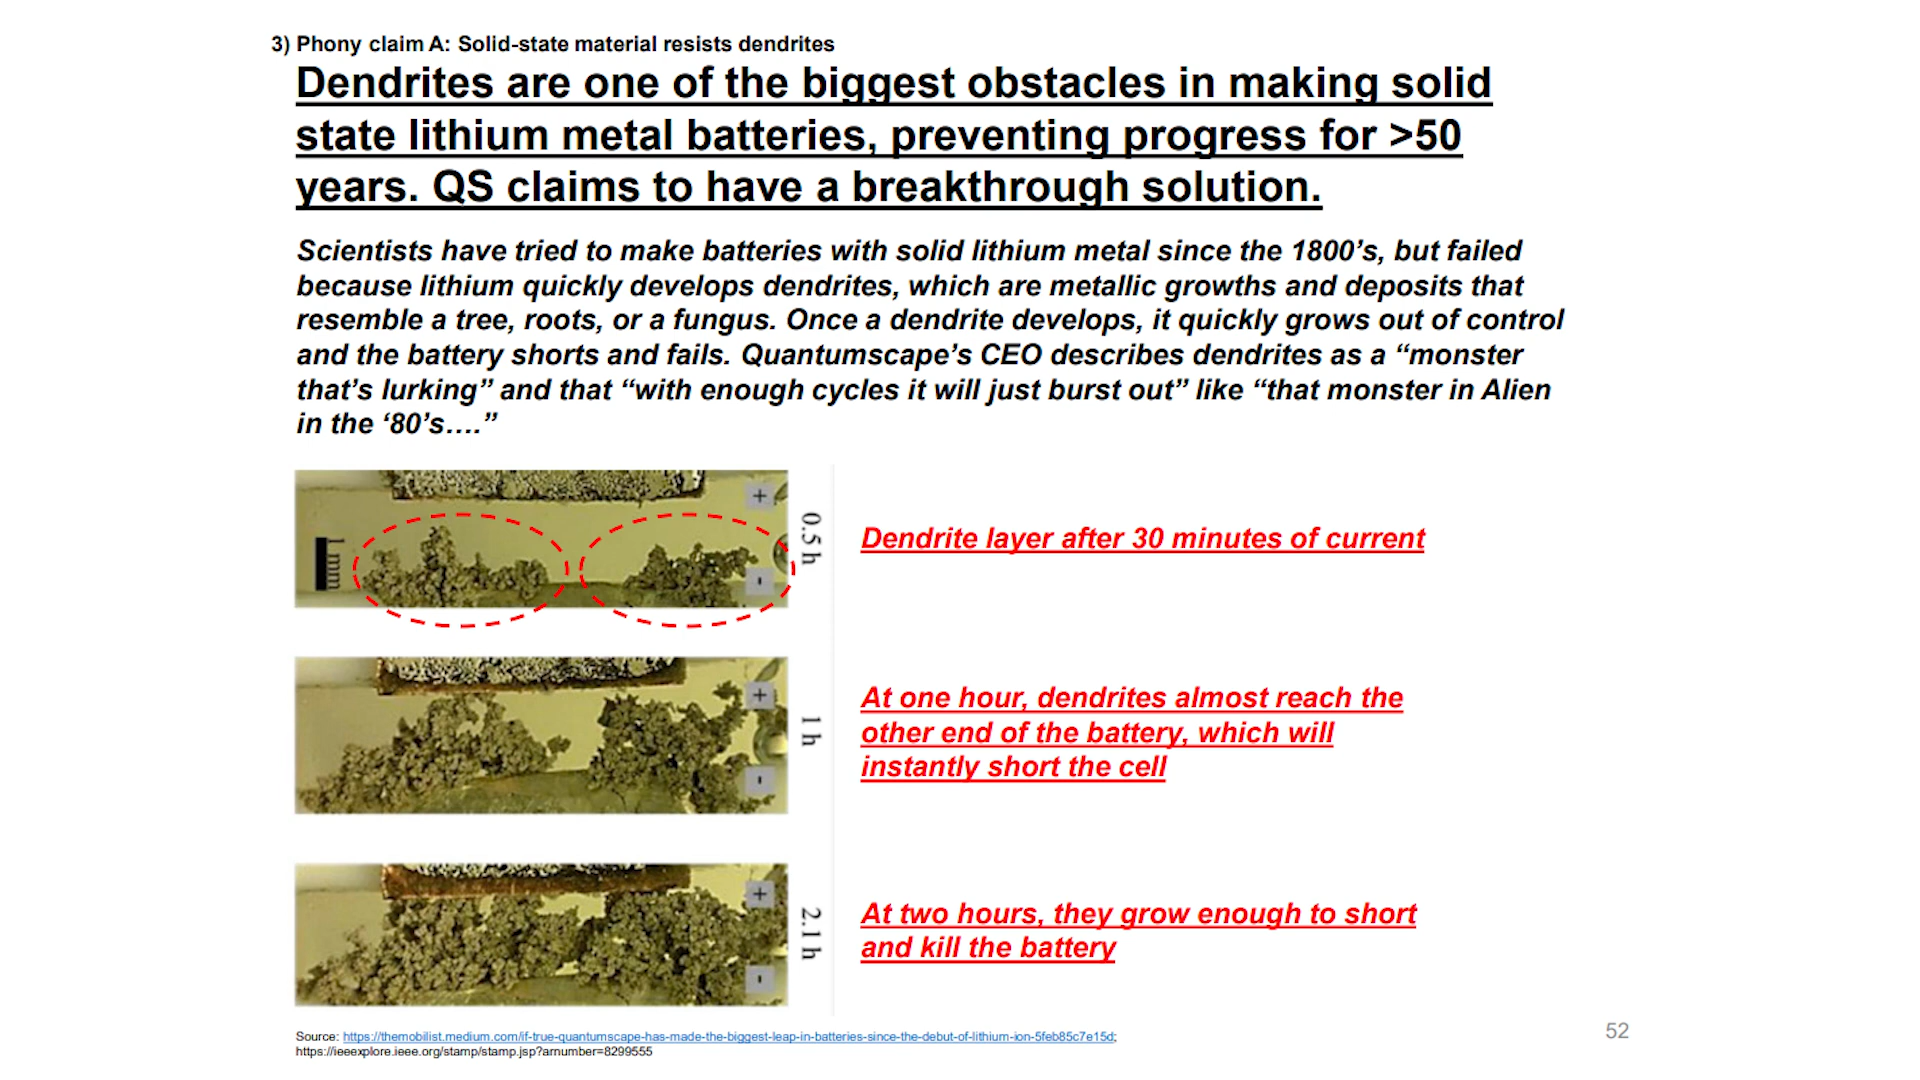 3) Phony claim A: Solid-state material resists dendrites
Dendrites are one of the biggest obstacles in making solid
state lithium metal batteries, preventing progress for >50
years. QS claims to have a breakthrough solution.
Scientists have tried to make batteries with solid lithium metal since the 1800’s, but failed
because lithium quickly develops dendrites, which are metallic growths and deposits that
resemble a tree, roots, or a fungus. Once a dendrite develops, it quickly grows out of control
and the battery shorts and fails. Quantumscape’s CEO describes dendrites as a “monster
that’s lurking” and that “with enough cycles it will just burst out” like “that monster in Alien
in the ‘80’s….”
+
-
1mm
0.5 h
Dendrite layer after 30 minutes of current
+
-
1 h
At one hour, dendrites almost reach the
other end of the battery, which will
instantly short the cell
+
-
2.1 h
At two hours, they grow enough to short
and kill the battery
Source: https://themobilist.medium.com/if-true-quantumscape-has-made-the-biggest-leap-in-batteries-since-the-debut-of-lithium-ion-5feb85c7e15d;
https://ieeexplore.ieee.org/stamp/stamp.jsp?arnumber=8299555
52